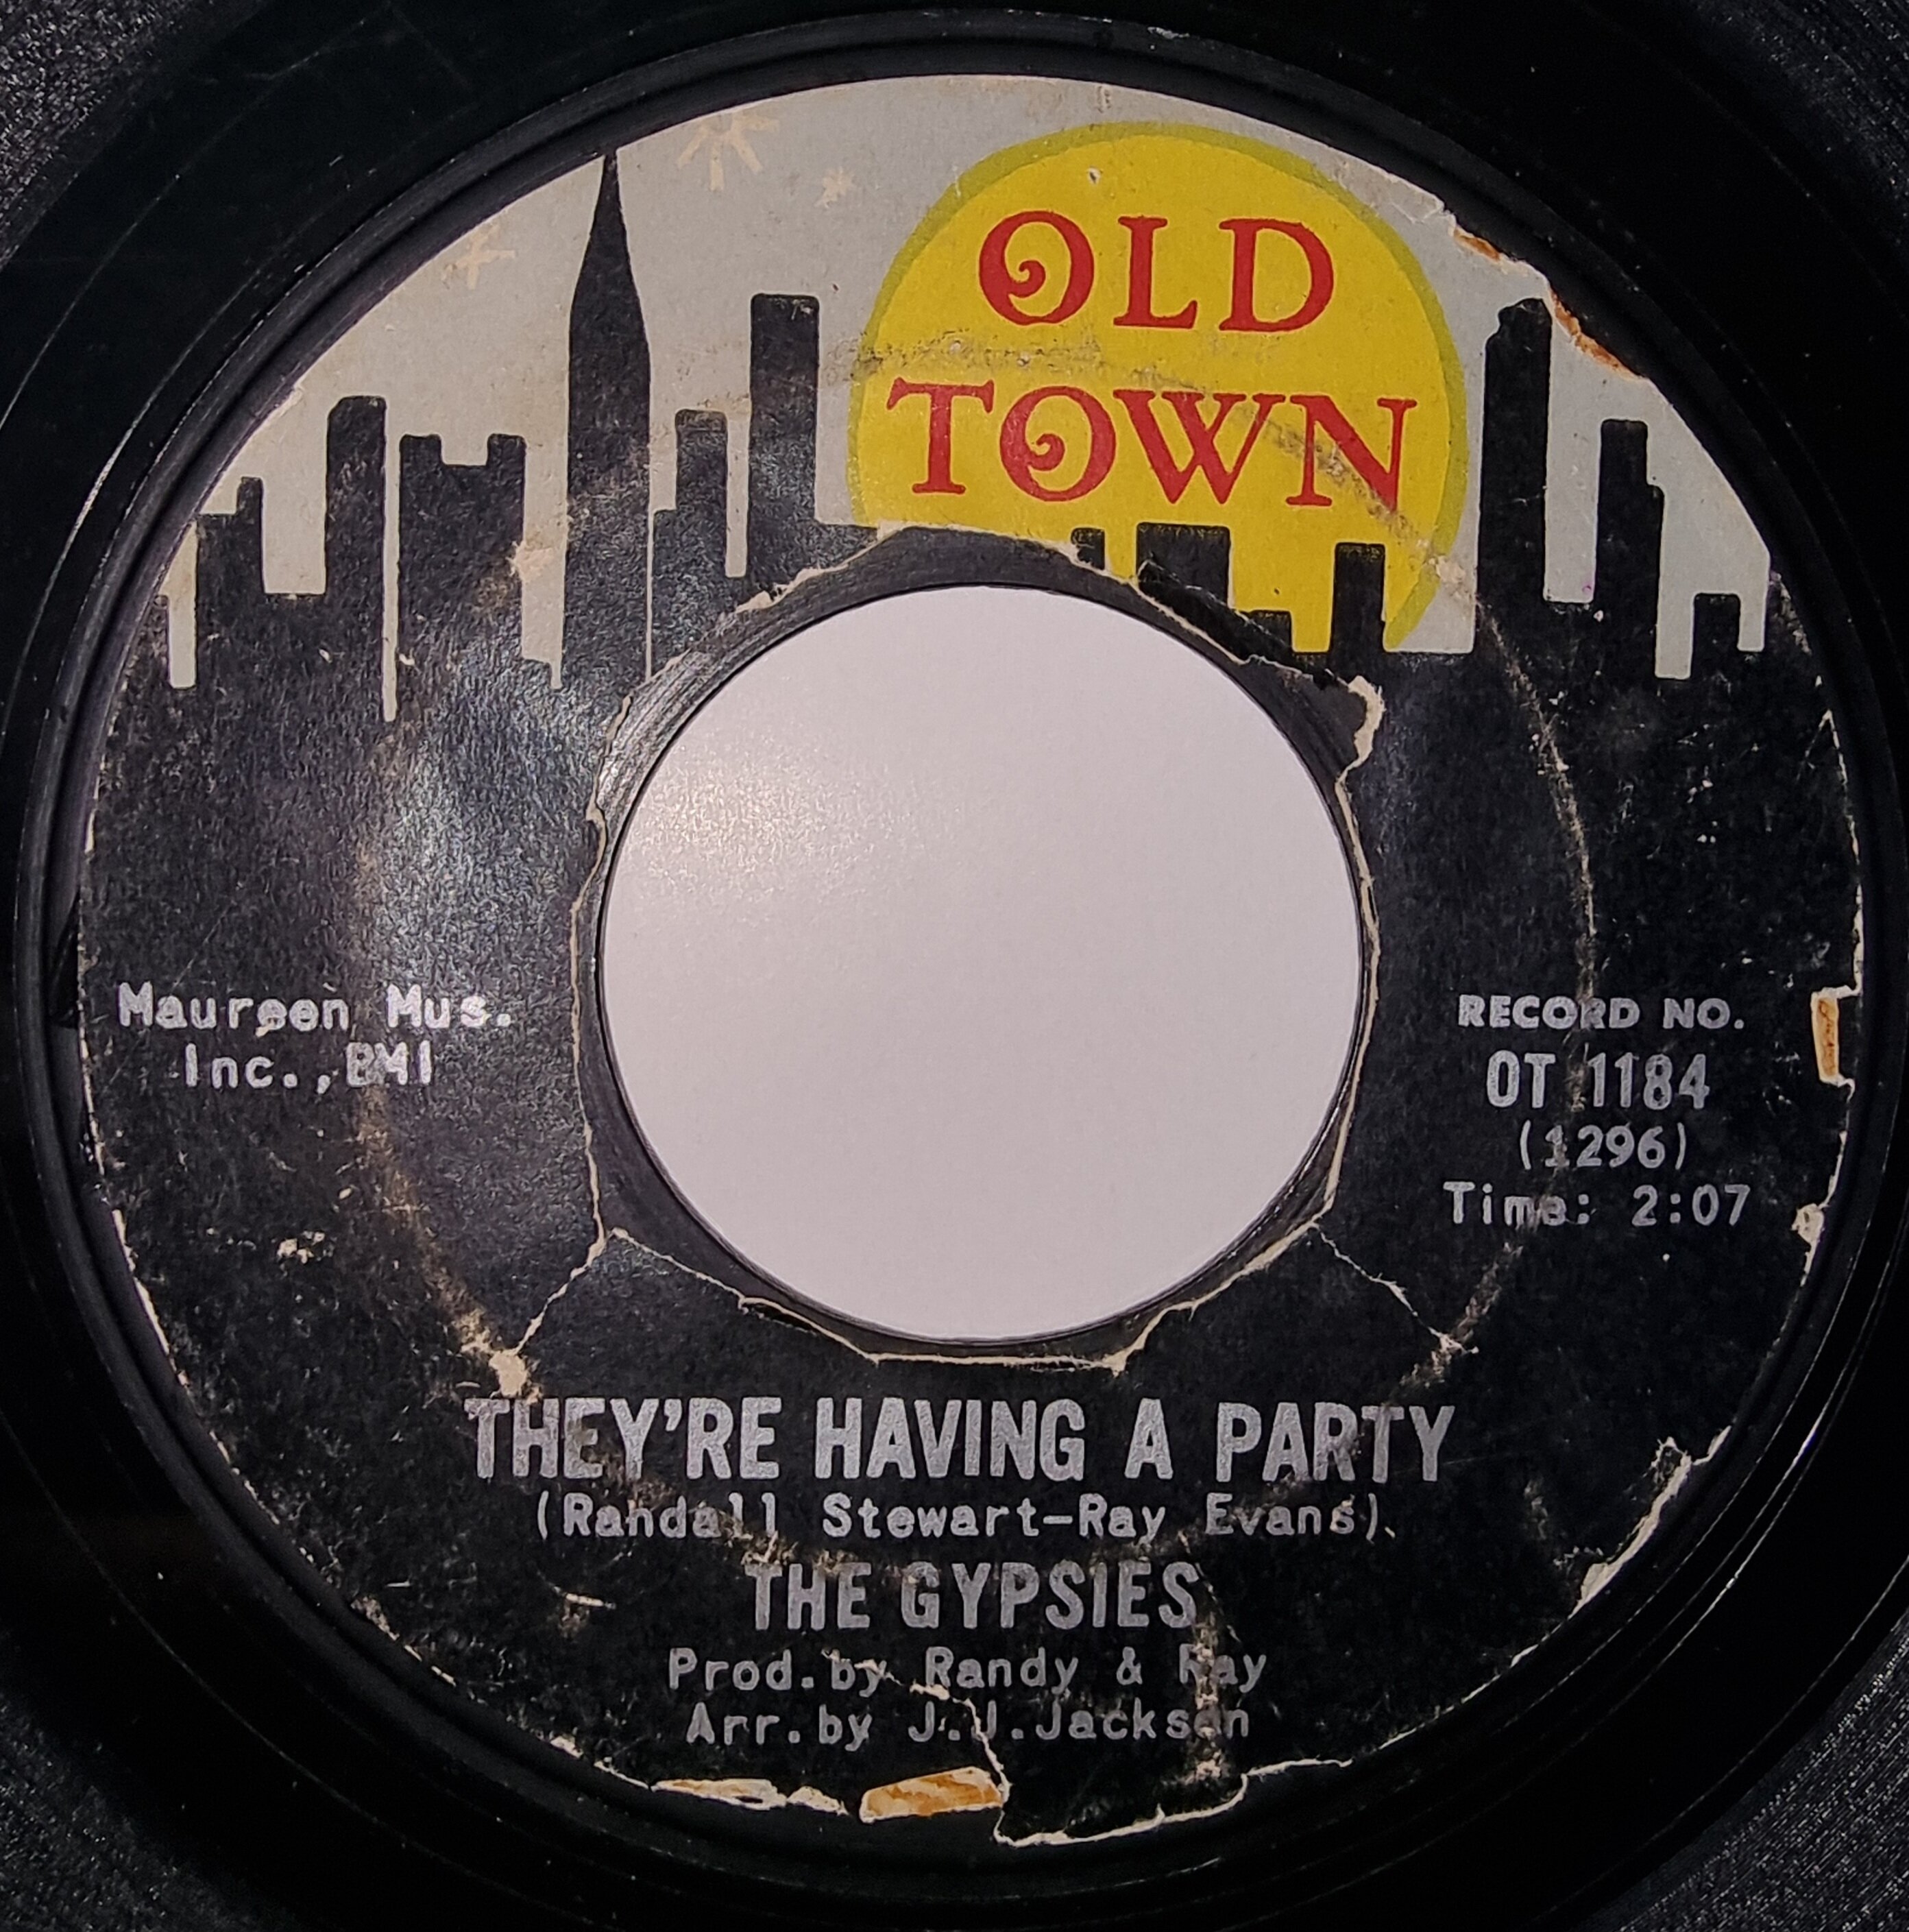 OLD
TOWN
Maureen Mus.
Inc.,BMI
RECORD NO.
OT 1184
(1296)
Time: 2:07
THEY'RE HAVING A PARTY
(Randall Stewart-Ray Evans)
THE GYPSIES
Prod.by Randy & Ray
Arr.by J.J.Jackson